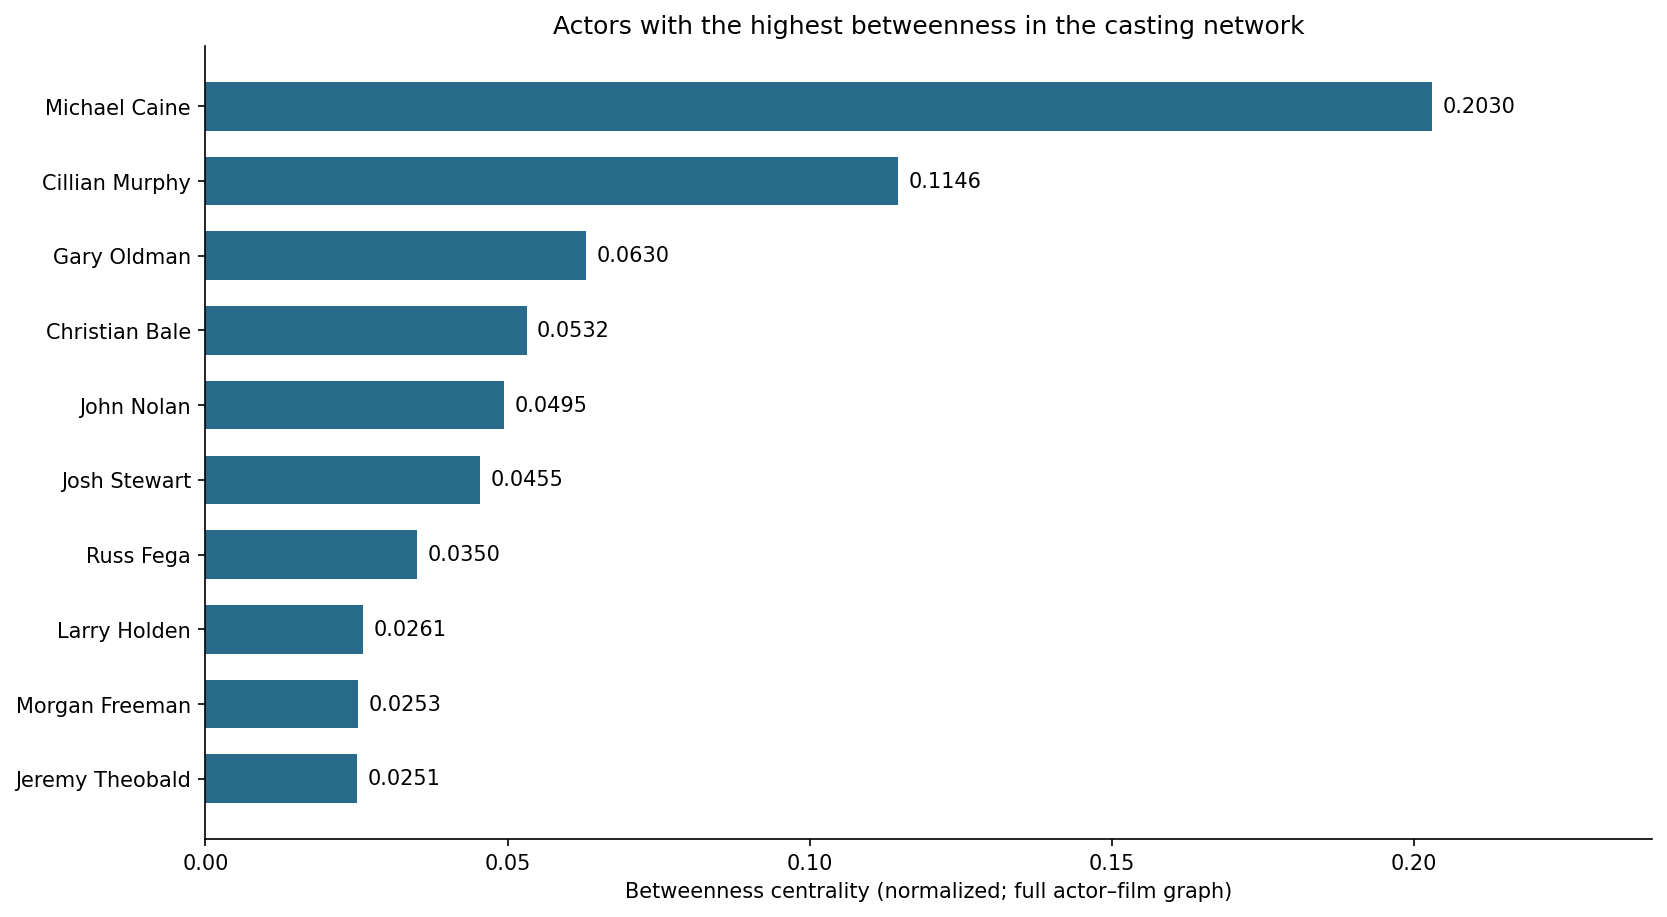 Actors with the highest betweenness in the casting network
Michael Caine 0.2030
Cillian Murphy 0.1146
Gary Oldman 0.0630
Christian Bale 0.0532
John Nolan 0.0495
Josh Stewart 0.0455
Russ Fega 0.0350
Larry Holden 0.0261
Morgan Freeman 0.0253
Jeremy Theobald 0.0251
0.00 0.05 0.10 0.15 0.20
Betweenness centrality (normalized; full actor–film graph)